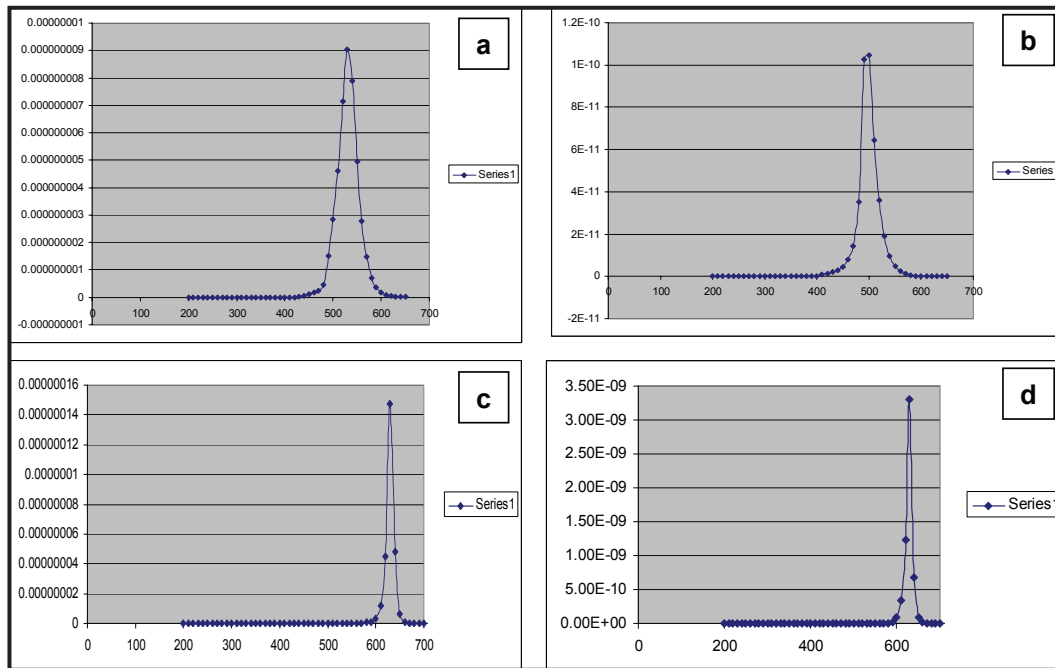 a
0.00000001
0.000000009
0.000000008
0.000000007
0.000000006
0.000000005
0.000000004
0.000000003
0.000000002
0.000000001
0
-0.000000001
0 100 200 300 400 500 600 700
Series1
b
1.2E-10
1E-10
8E-11
6E-11
4E-11
2E-11
0
-2E-11
0 100 200 300 400 500 600 700
Series1
c
0.00000016
0.00000014
0.00000012
0.0000001
0.00000008
0.00000006
0.00000004
0.00000002
0
0 100 200 300 400 500 600 700
Series1
d
3.50E-09
3.00E-09
2.50E-09
2.00E-09
1.50E-09
1.00E-09
5.00E-10
0.00E+00
0 200 400 600
Series1